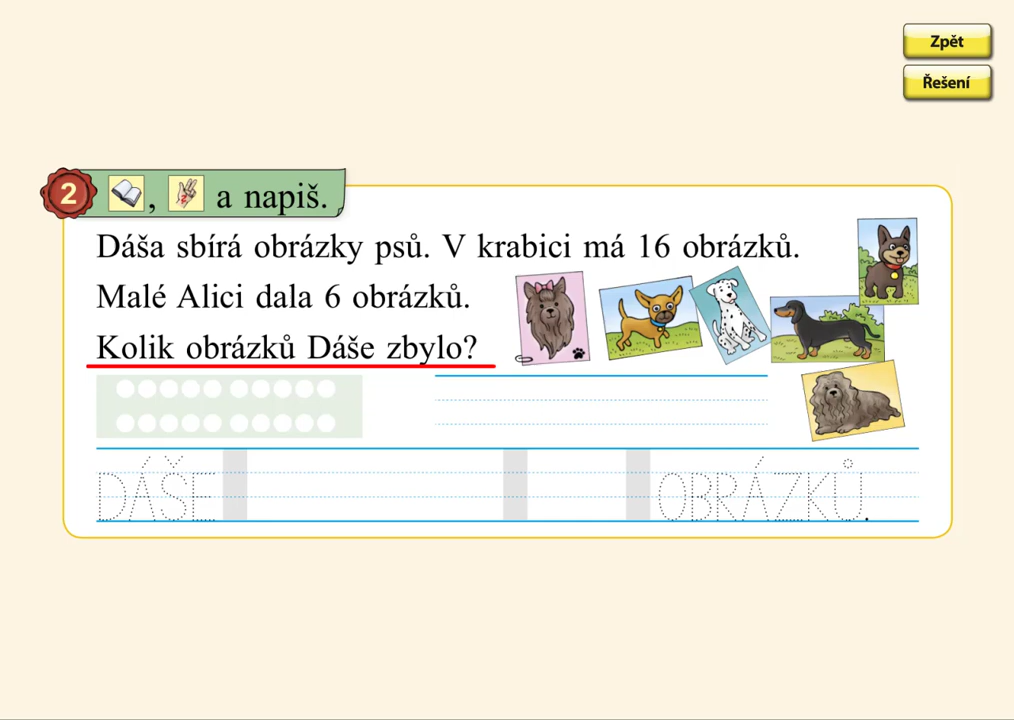 Zpět
Řešení
2 , a napiš.
Dáša sbírá obrázky psů. V krabici má 16 obrázků.
Malé Alici dala 6 obrázků.
Kolik obrázků Dáše zbylo?
DÁŠE OBRÁZKŮ.